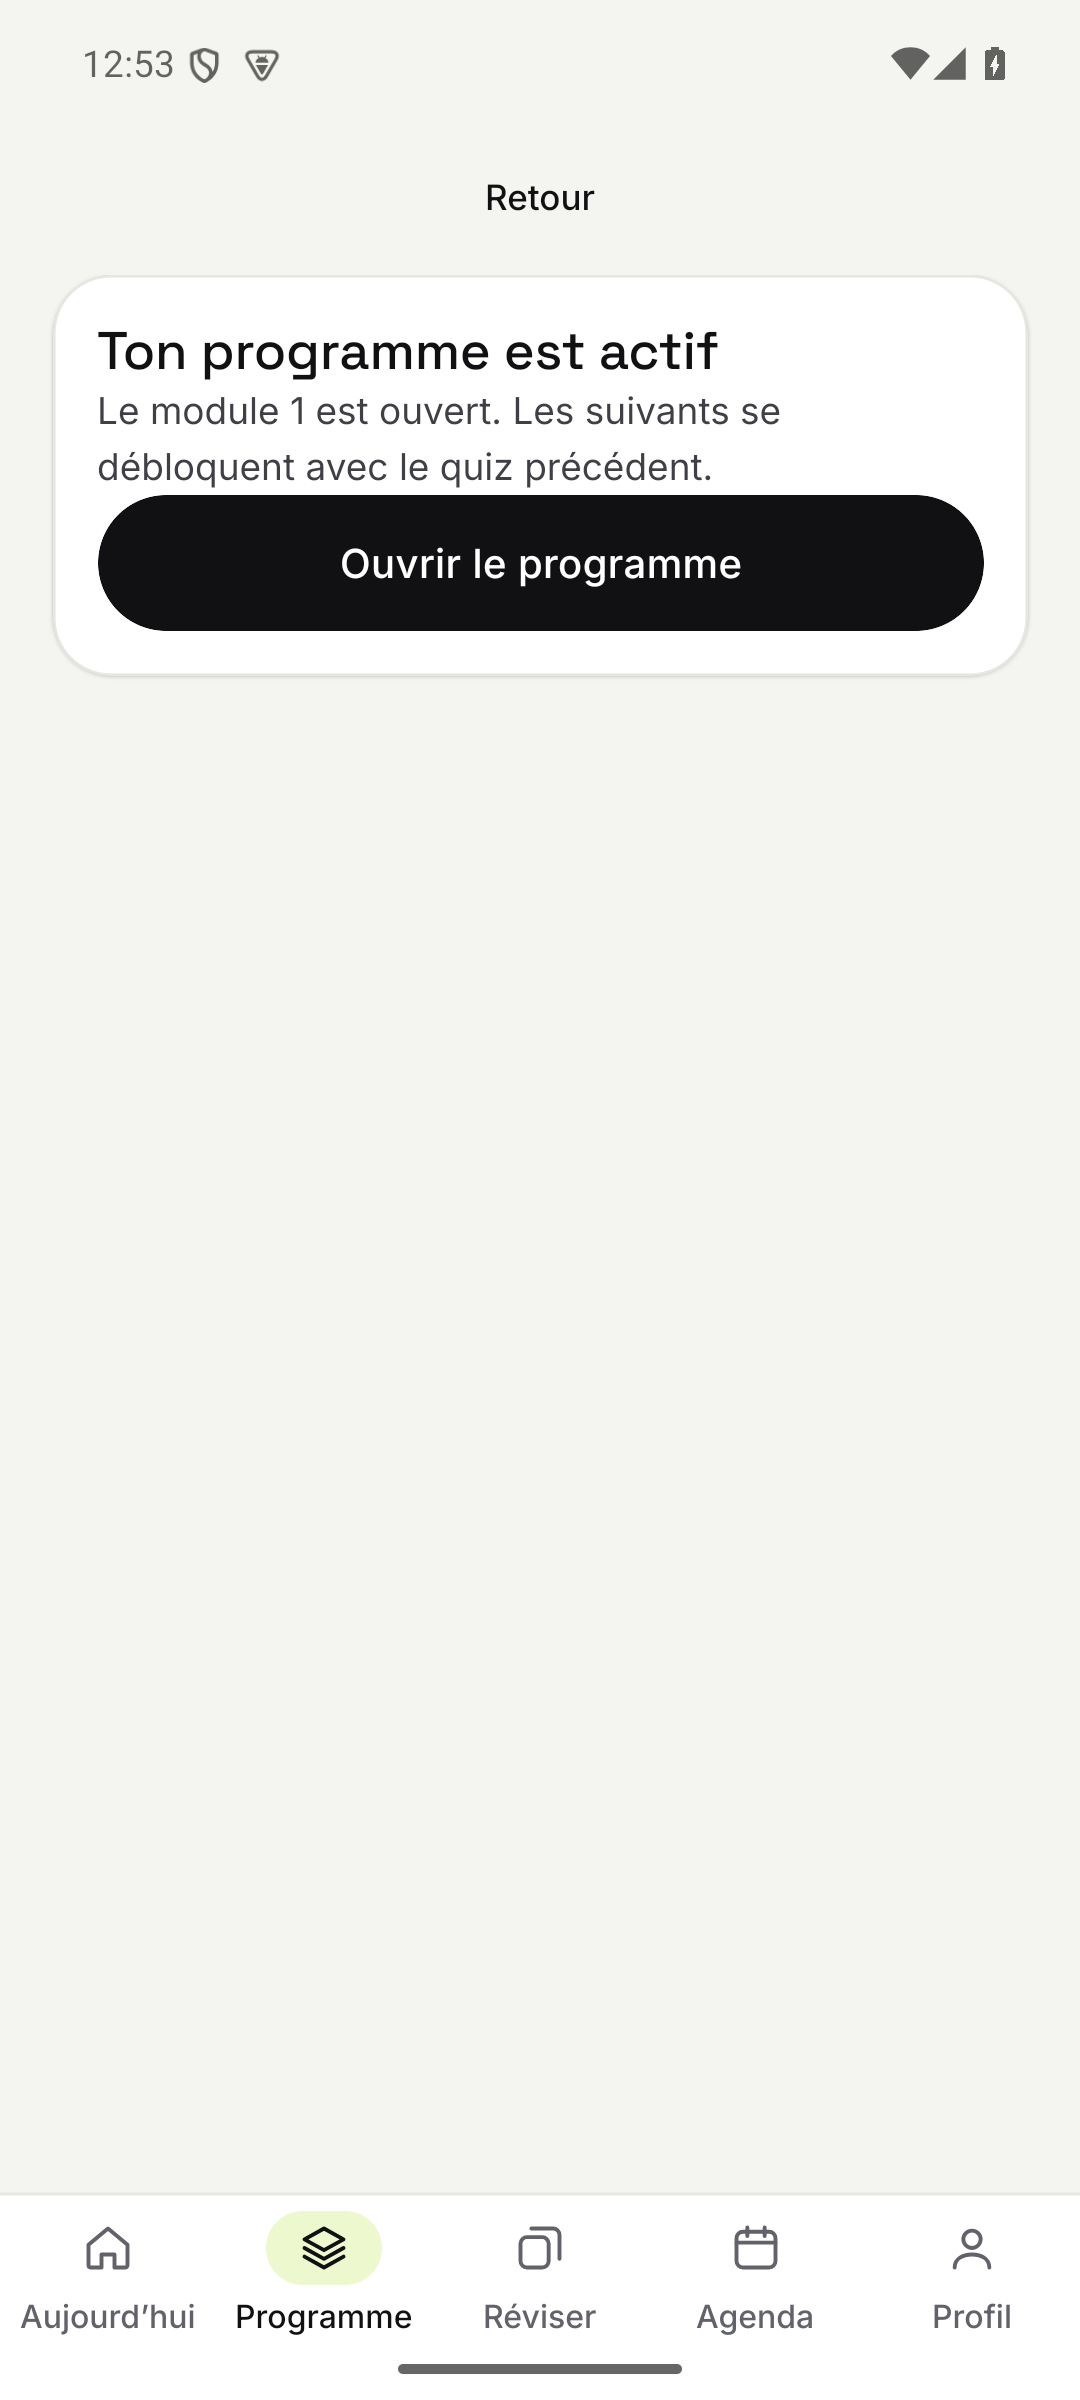 12:53
Retour
Ton programme est actif
Le module 1 est ouvert. Les suivants se
débloquent avec le quiz précédent.
Ouvrir le programme
Aujourd’hui
Programme
Réviser
Agenda
Profil